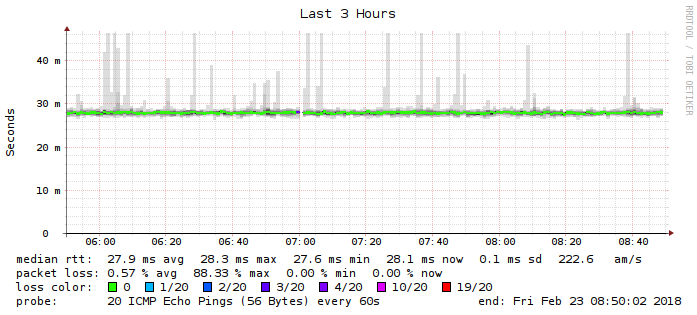 Last 3 Hours
RRDTOOL / TOBI OETIKER
Seconds
40 m
30 m
20 m
10 m
0
06:00 06:20 06:40 07:00 07:20 07:40 08:00 08:20 08:40
median rtt: 27.9 ms avg 28.3 ms max 27.6 ms min 28.1 ms now 0.1 ms sd 222.6 am/s
packet loss: 0.57 % avg 88.33 % max 0.00 % min 0.00 % now
loss color: 0 1/20 2/20 3/20 4/20 10/20 19/20
probe: 20 ICMP Echo Pings (56 Bytes) every 60s end: Fri Feb 23 08:50:02 2018